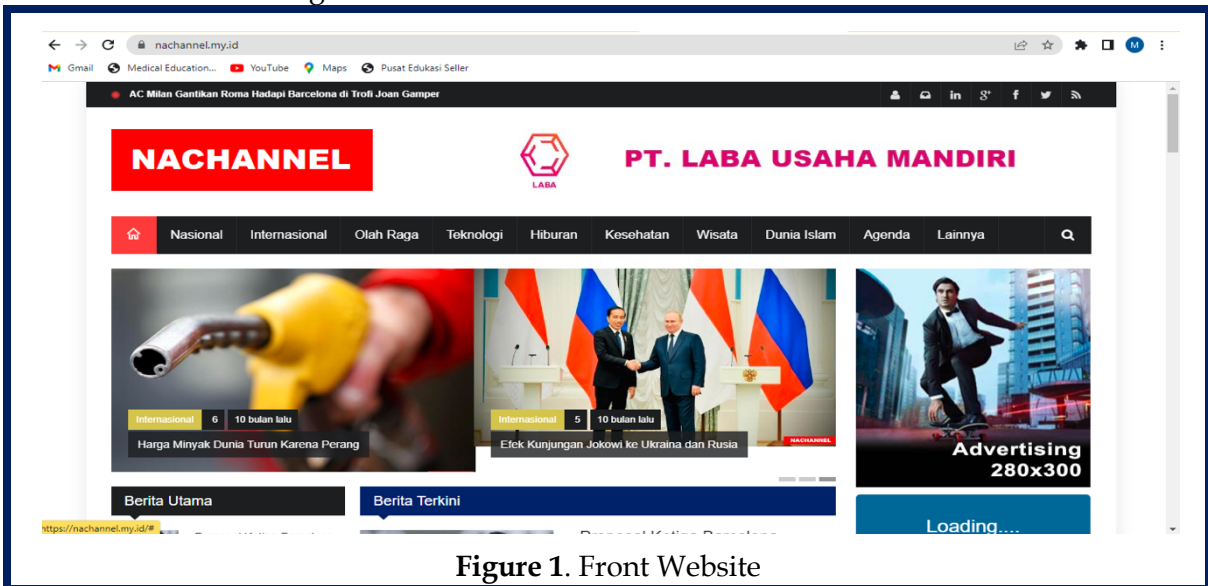 nachannel.my.id
M
Gmail
Medical Education...
YouTube
Maps
Pusat Edukasi Seller
AC Milan Gantikan Roma Hadapi Barcelona di Trofi Joan Gamper
NACHANNEL
LABA
PT. LABA USAHA MANDIRI
Nasional Internasional Olah Raga Teknologi Hiburan Kesehatan Wisata Dunia Islam Agenda Lainnya
Internasional 6 10 bulan lalu
Harga Minyak Dunia Turun Karena Perang
Internasional 5 10 bulan lalu
Efek Kunjungan Jokowi ke Ukraina dan Rusia
NACHANNEL
Advertising
280x300
Berita Utama
Berita Terkini
Loading....
https://nachannel.my.id/#
Figure 1. Front Website